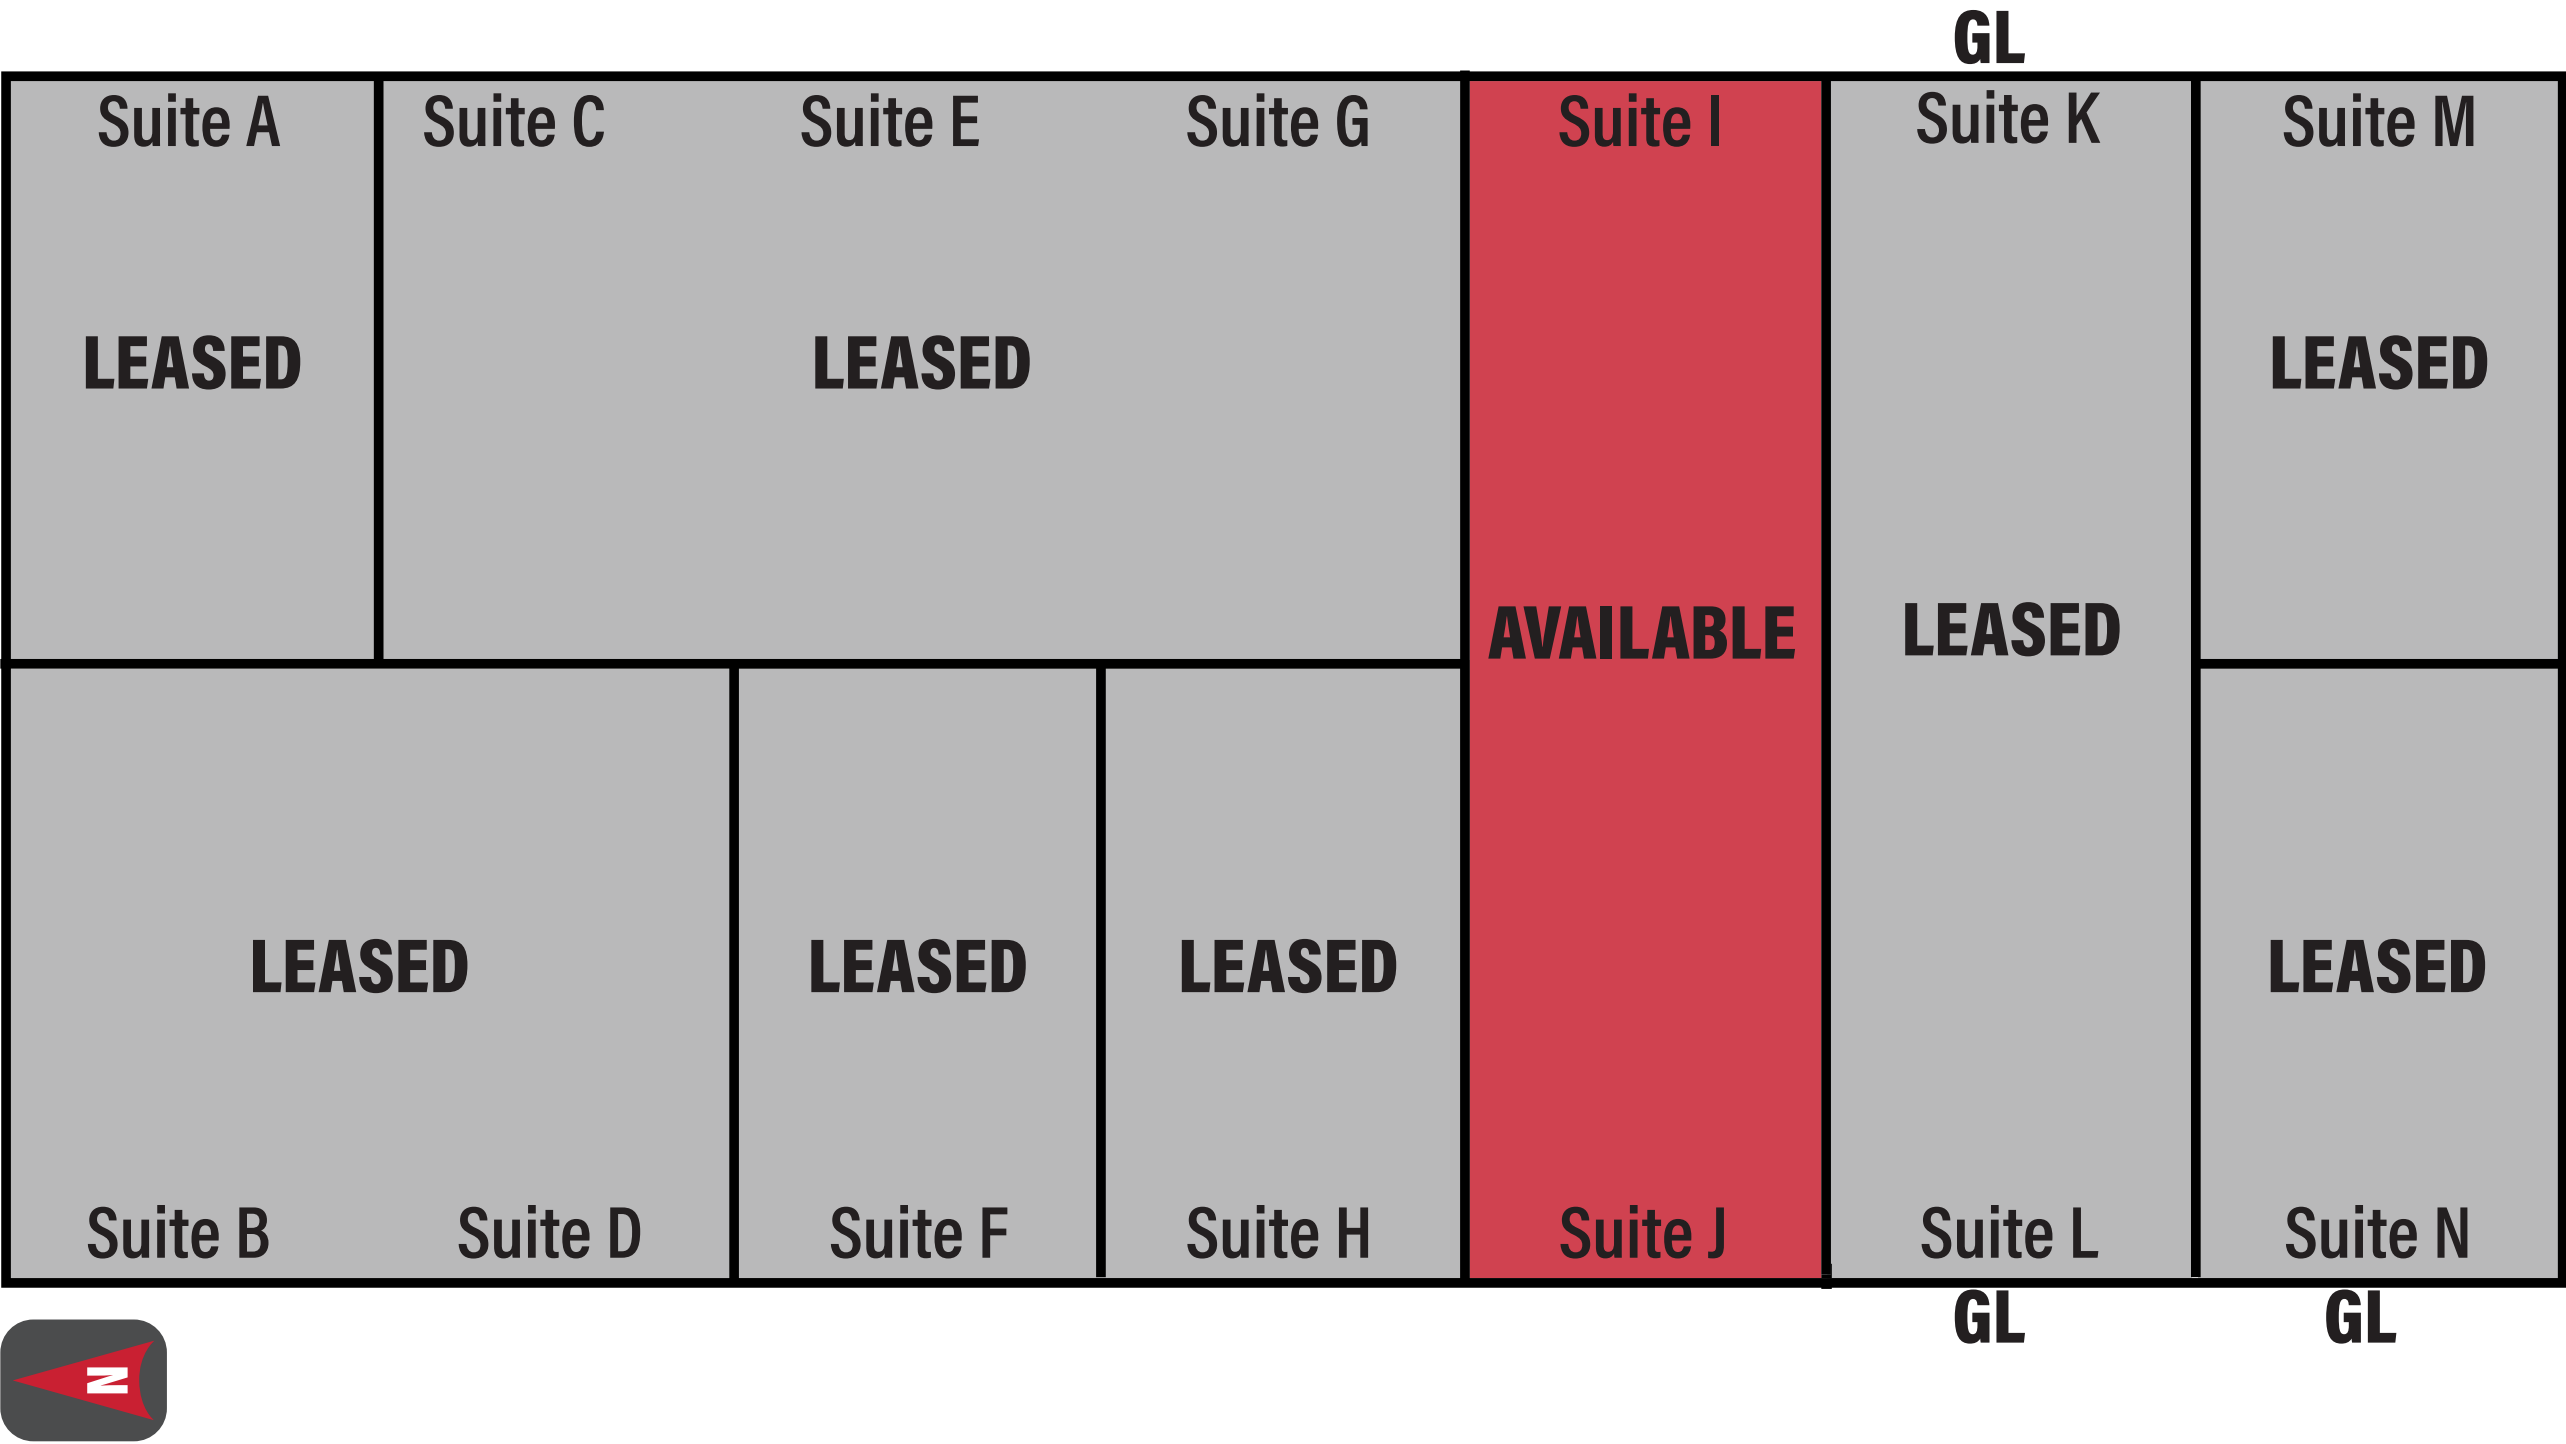 GL
Suite A
Suite C
Suite E
Suite G
Suite I
Suite K
Suite M
LEASED
LEASED
LEASED
AVAILABLE
LEASED
LEASED
LEASED
LEASED
LEASED
Suite B
Suite D
Suite F
Suite H
Suite J
Suite L
Suite N
GL
GL
N